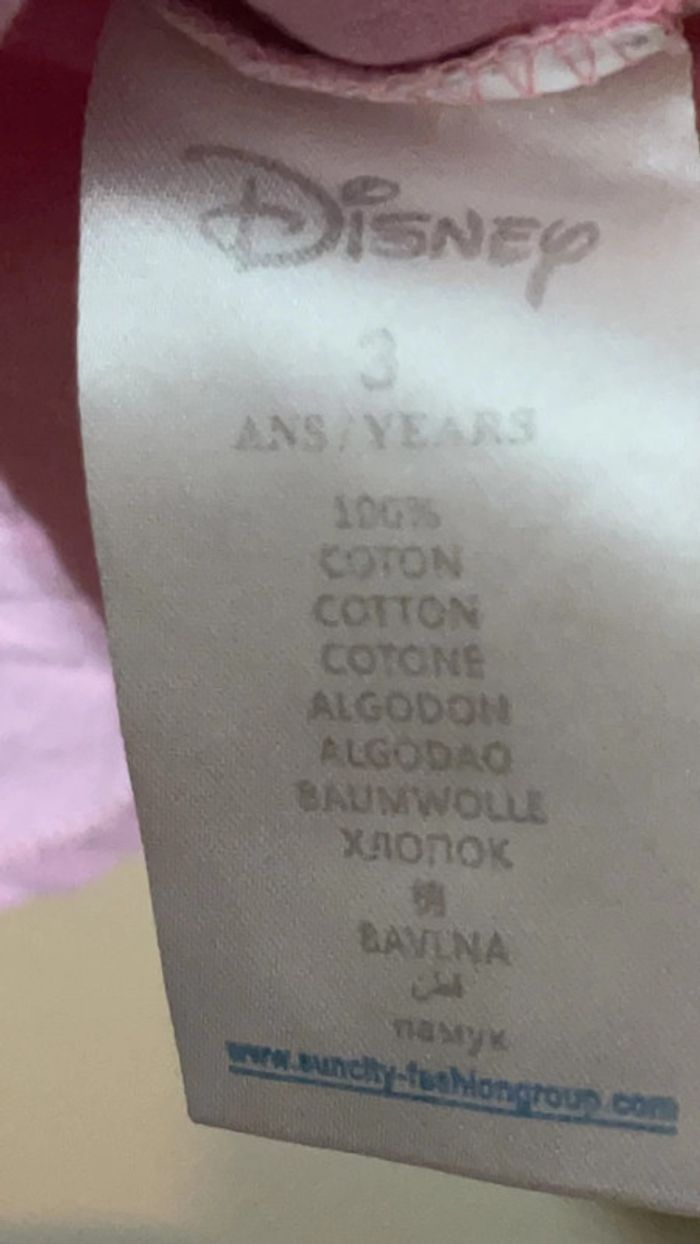 Disney
3
ANS/YEARS
100%
COTON
COTTON
COTONE
ALGODON
ALGODAO
BAUMWOLLE
ХЛОПОК
棉
BAVLNA
قطن
памук
www.suncity-fashiongroup.com